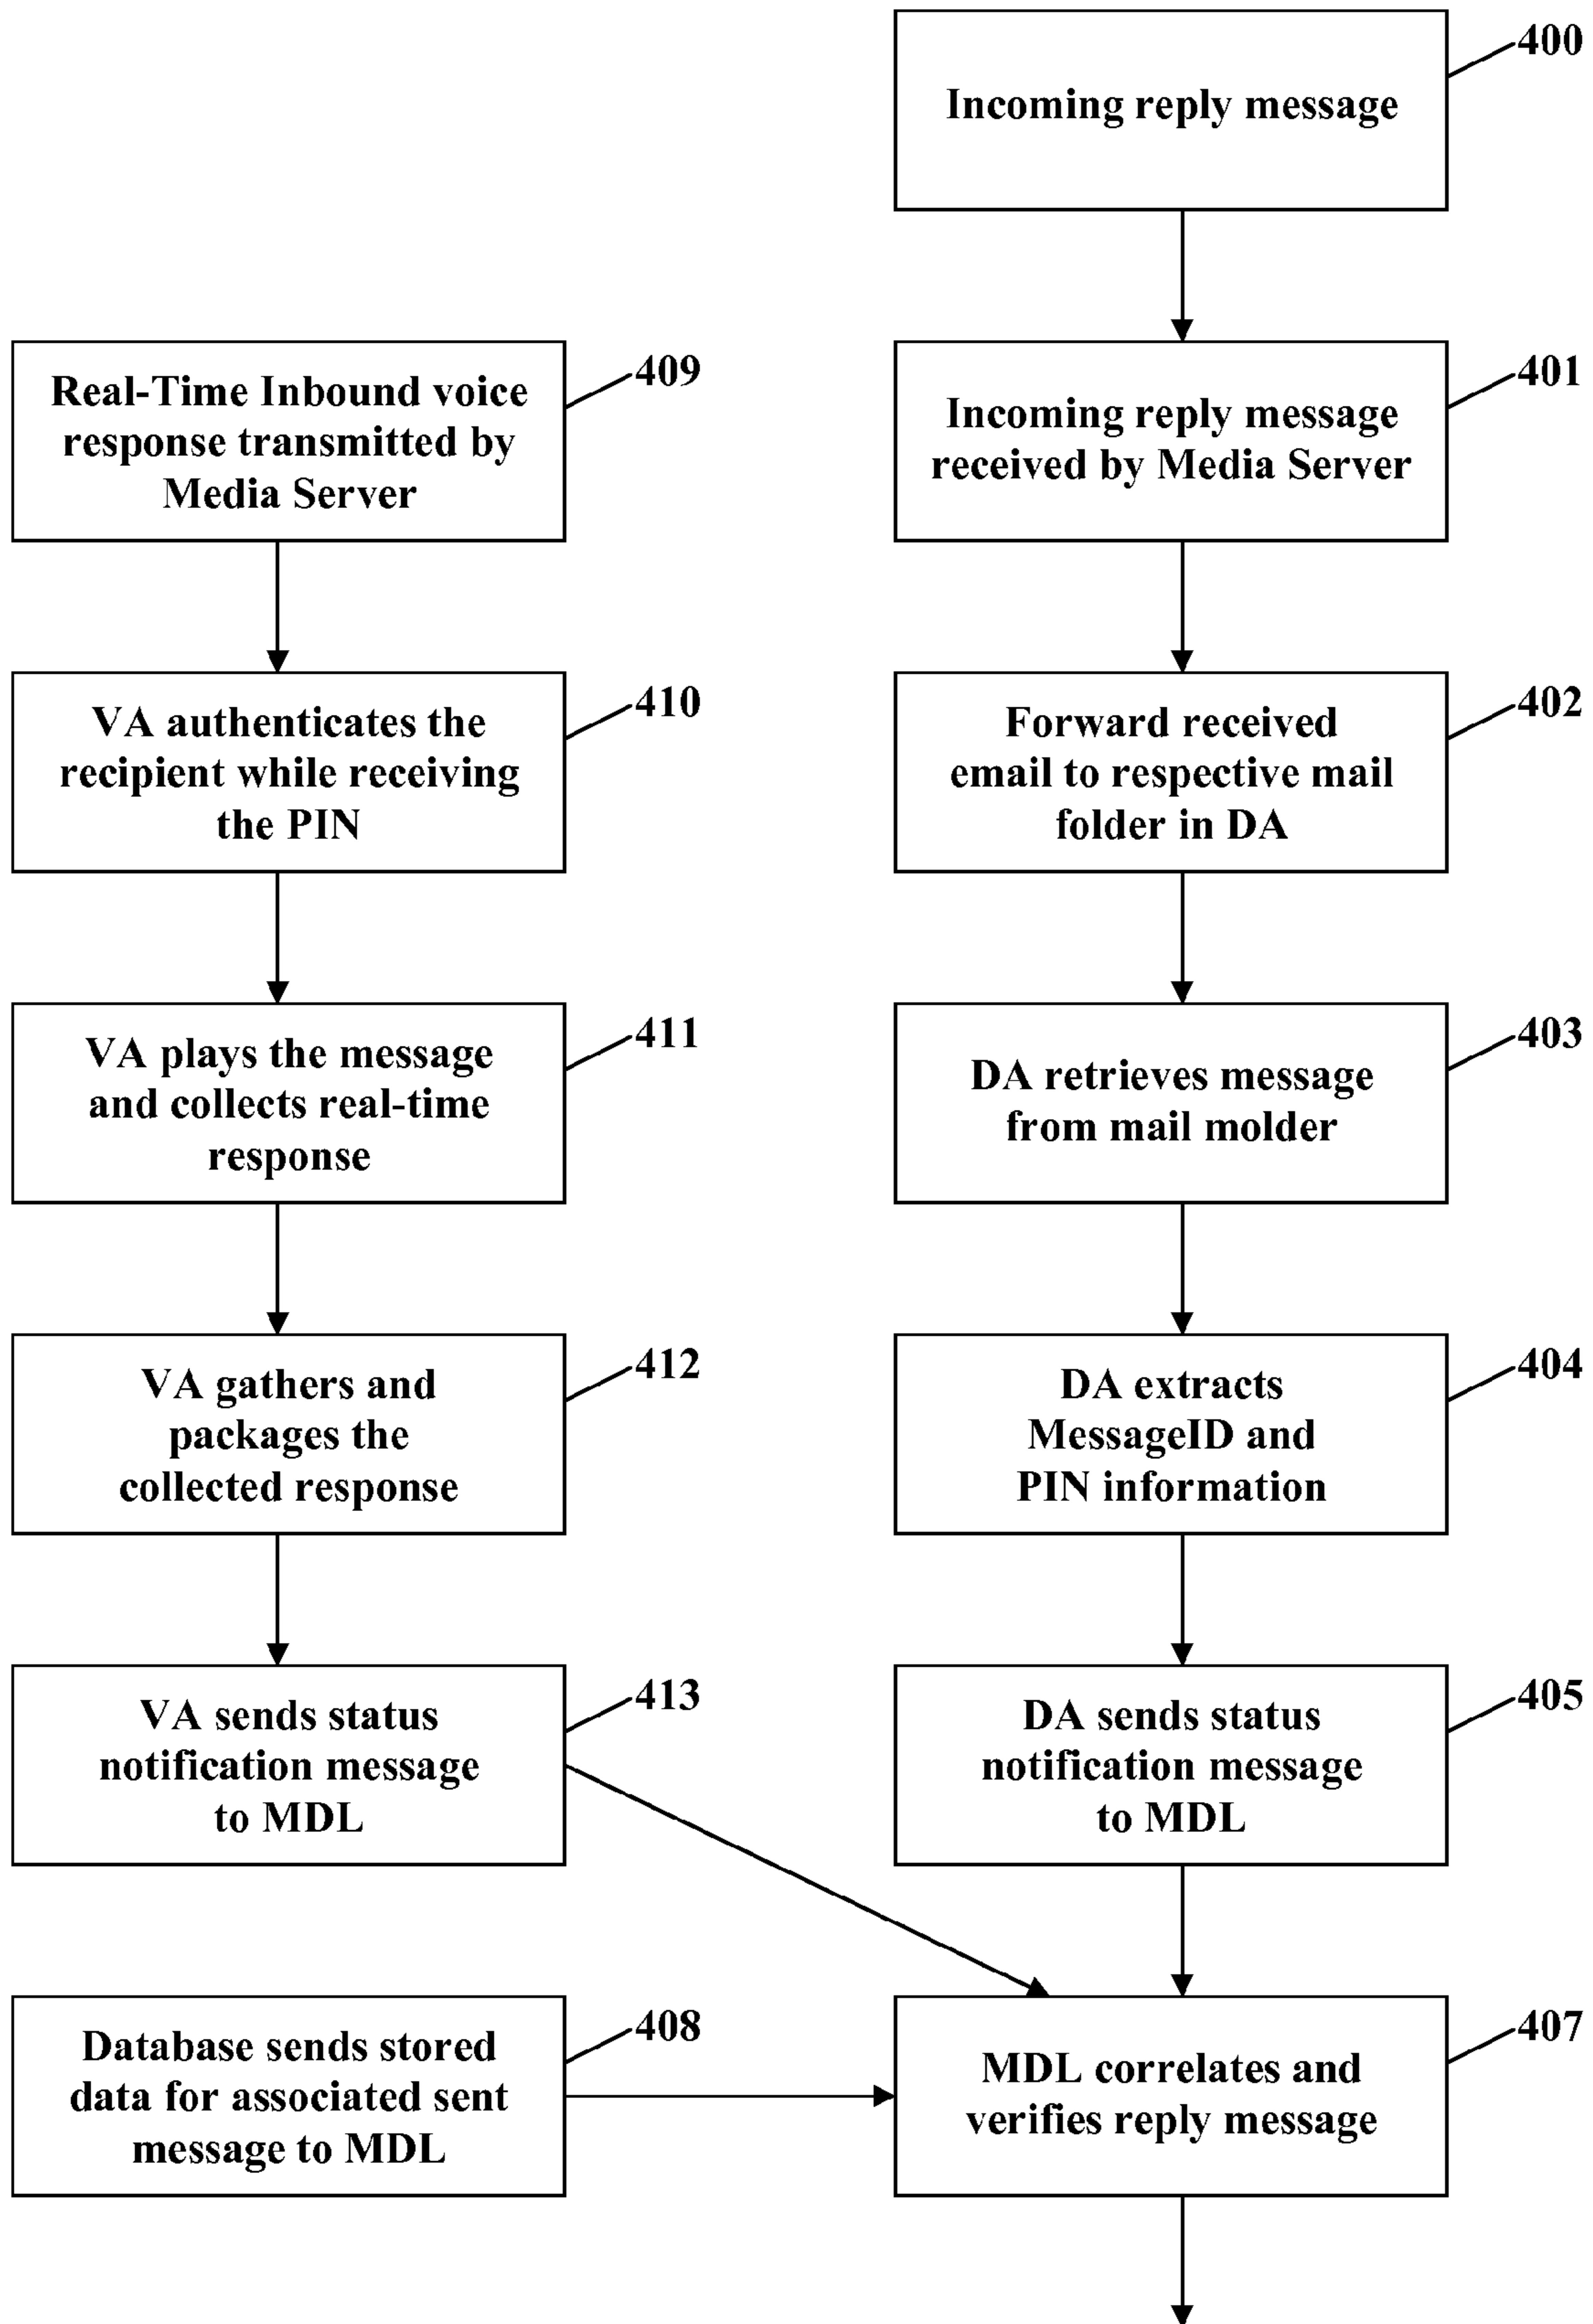 Incoming reply message
400
Incoming reply message
received by Media Server
401
Forward received
email to respective mail
folder in DA
402
DA retrieves message
from mail molder
403
DA extracts
MessageID and
PIN information
404
DA sends status
notification message
to MDL
405
MDL correlates and
verifies reply message
407
Real-Time Inbound voice
response transmitted by
Media Server
409
VA authenticates the
recipient while receiving
the PIN
410
VA plays the message
and collects real-time
response
411
VA gathers and
packages the
collected response
412
VA sends status
notification message
to MDL
413
Database sends stored
data for associated sent
message to MDL
408